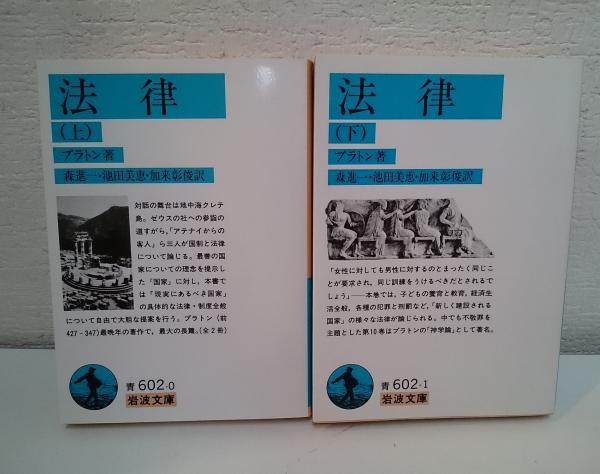 法 律
(上)
プラトン著
森進一・池田美恵・加来彰俊訳
対話の舞台は地中海クレテ
島。ゼウスの社への参詣の
道すがら、「アテナイからの
客人」ら三人が国制と法律
について論じる。最善の国
家についての理念を提示し
た『国家』に対し、本書で
は「現実にあるべき国家」
の具体的な法律・制度全般
について自由で大胆な提案を行う。プラトン(前
427-347)最晩年の著作で、最大の長篇。(全2冊)
青 602-0
岩波文庫
法 律
(下)
プラトン著
森進一・池田美恵・加来彰俊訳
「女性に対しても男性に対するのとまったく同じこ
とが要求され、同じ訓練をうけるべきだとされるで
しょう」――本巻では、子どもの養育と教育、経済生
活全般、各種の犯罪と刑罰など、「新しく建設される
国家」の様々な法律が論じられる。中でも不敬罪を
主題とした第10巻はプラトンの「神学論」として著名。
青 602-1
岩波文庫